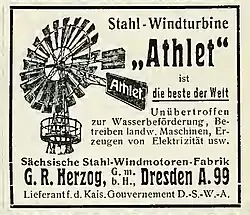 Stahl-Windturbine
„Athlet"
Athlet
ist
die beste der Welt
Unübertroffen
zur Wasserbeförderung, Be-
treiben landw. Maschinen, Er-
zeugen von Elektrizität usw.
Sächsische Stahl-Windmotoren-Fabrik
G. R. Herzog, G. m. b. H., Dresden A. 99
Lieferant f. d. Kais. Gouvernement D.-S.-W.-A.